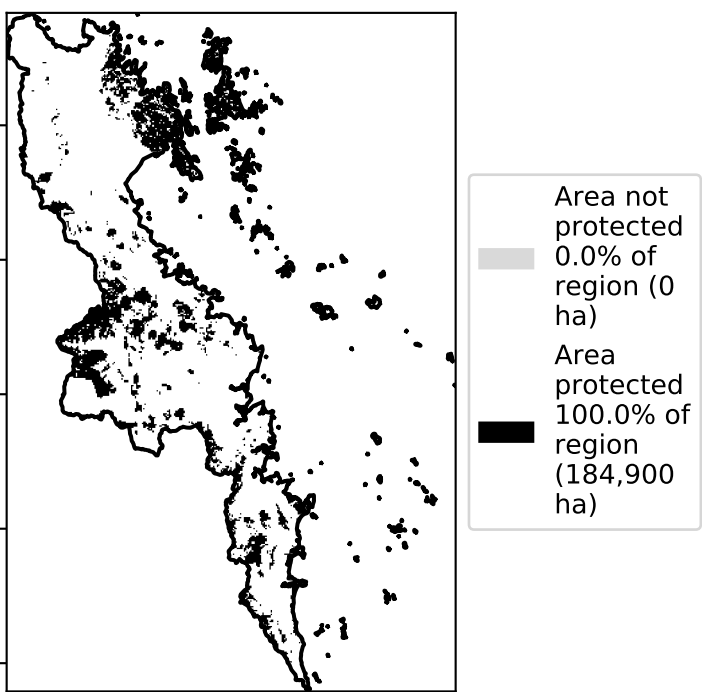 Area not
protected
0.0% of
region (0
ha)
Area
protected
100.0% of
region
(184,900
ha)